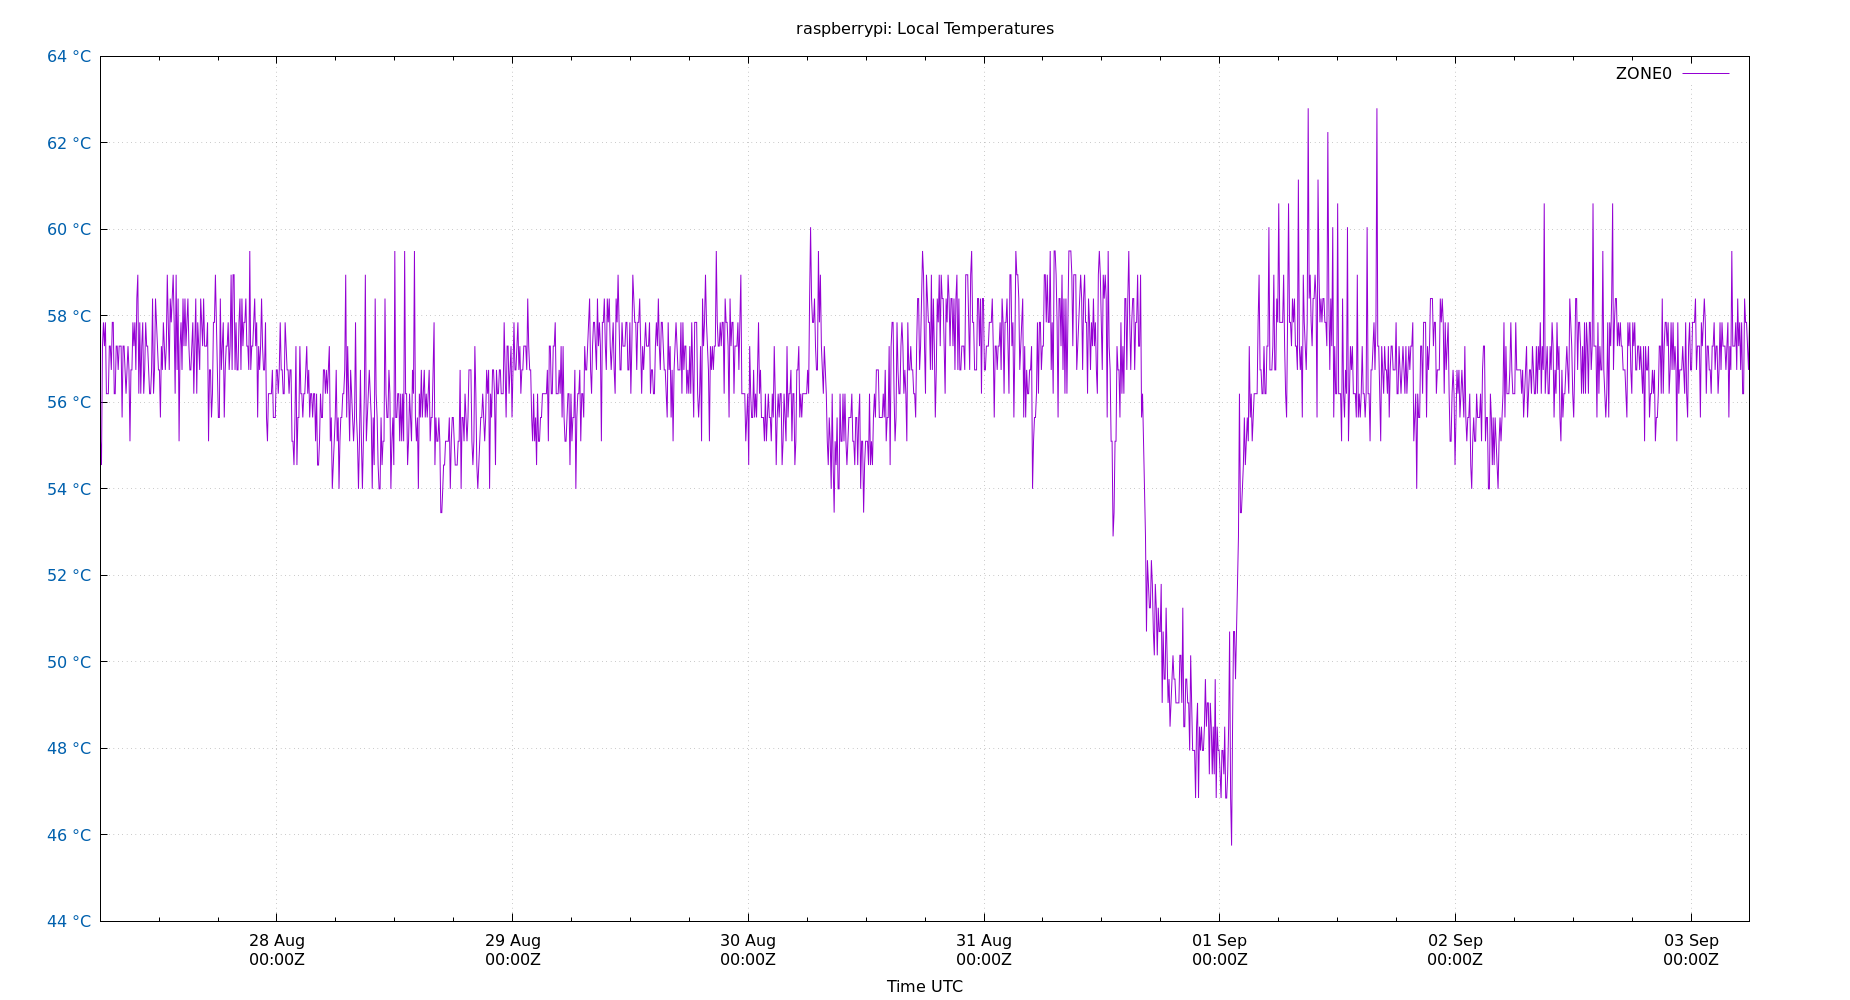 raspberrypi: Local Temperatures
64 °C
ZONE0
62 °C
60 °C
58 °C
56 °C
54 °C
52 °C
50 °C
48 °C
46 °C
44 °C
28 Aug 29 Aug 30 Aug 31 Aug 01 Sep 02 Sep 03 Sep
00:00Z 00:00Z 00:00Z 00:00Z 00:00Z 00:00Z 00:00Z
Time UTC